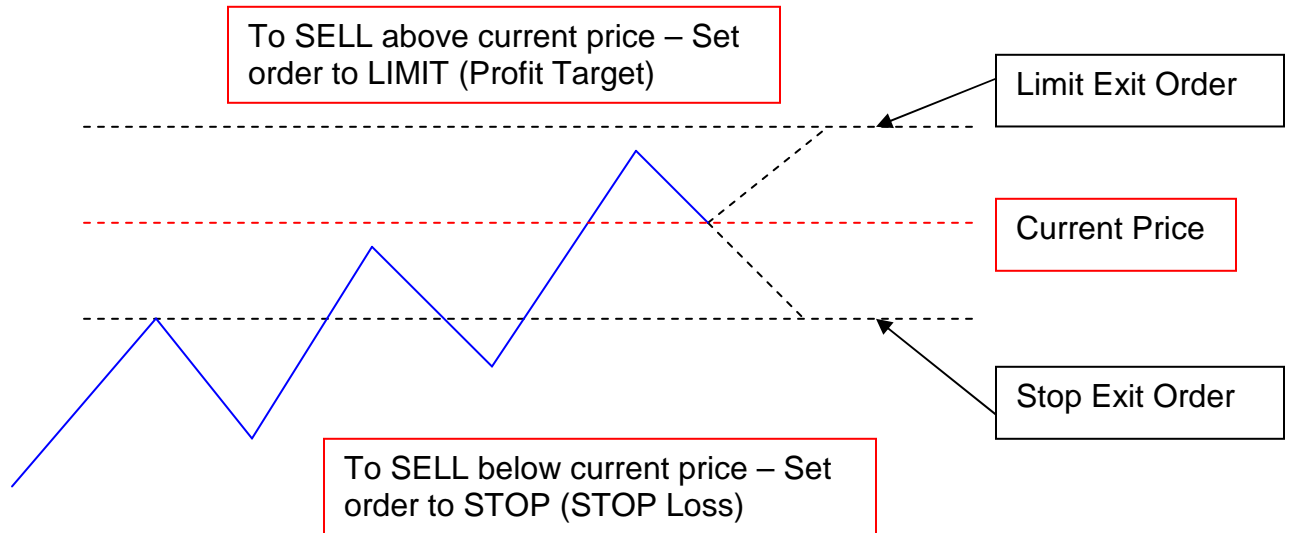 To SELL above current price – Set
order to LIMIT (Profit Target)
Limit Exit Order
Current Price
Stop Exit Order
To SELL below current price – Set
order to STOP (STOP Loss)